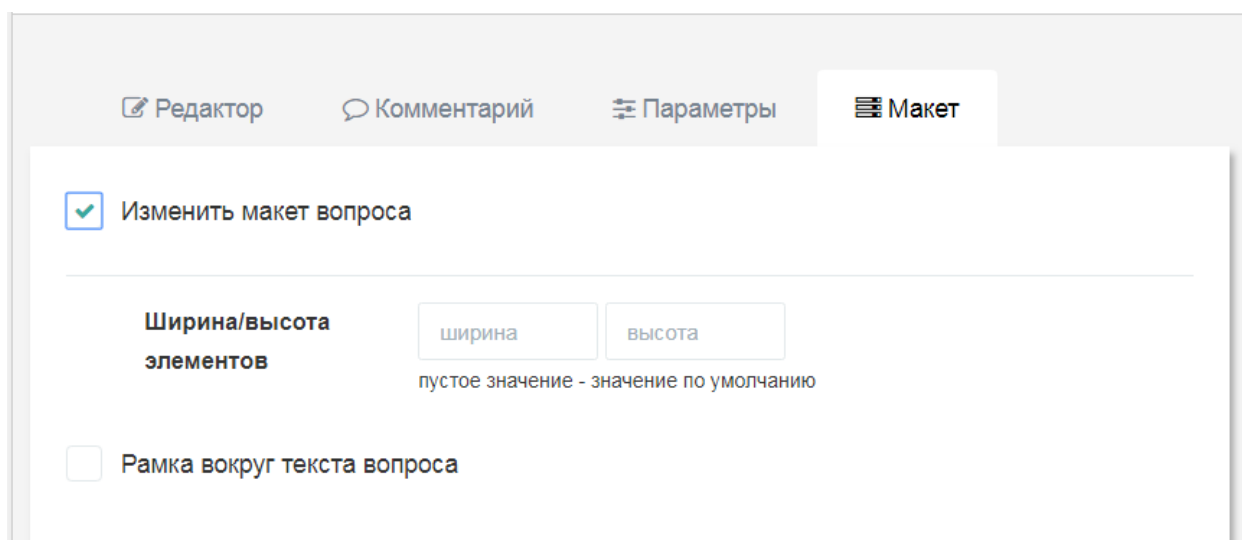 Редактор Комментарий Параметры Макет
Изменить макет вопроса
Ширина/высота
элементов
ширина высота
пустое значение - значение по умолчанию
Рамка вокруг текста вопроса